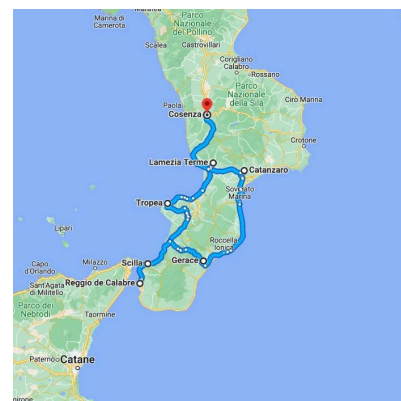 Marina di
Camerota
Parco
Nazionale
del Pollino
Scalea
Castrovillari
Corigliano
Calabro
Rossano
Parco
Nazionale
della Sila
Paola
Cirò Marina
Cosenza
Crotone
Lamezia Terme
Catanzaro
Soverato
Marina
Tropea
Lipari
Roccella
Ionica
Capo
d'Orlando
Milazzo
Scilla
Gerace
Sant'Agata
di Militello
Reggio de Calabre
Parco dei
Nebrodi
Taormine
Paternò
Catane